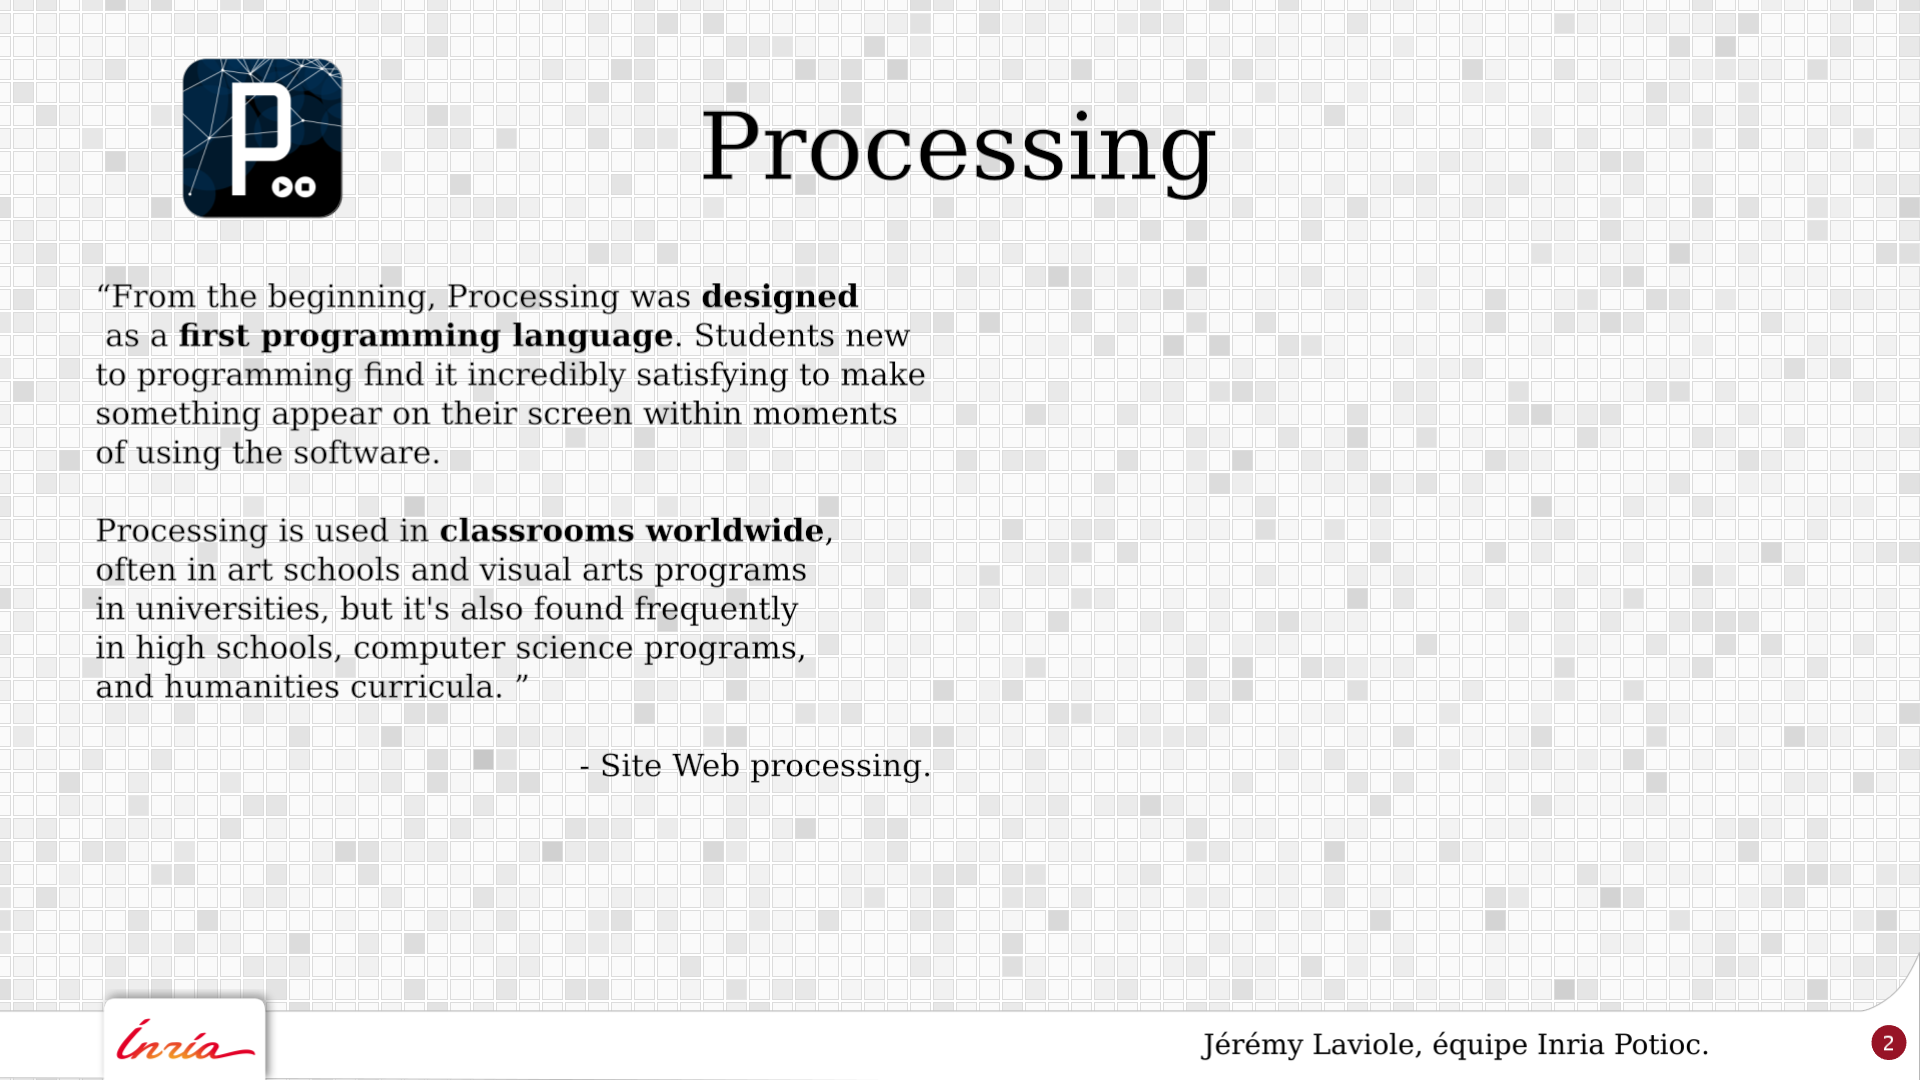 P
Processing
“From the beginning, Processing was designed
as a first programming language. Students new
to programming find it incredibly satisfying to make
something appear on their screen within moments
of using the software.
Processing is used in classrooms worldwide,
often in art schools and visual arts programs
in universities, but it's also found frequently
in high schools, computer science programs,
and humanities curricula. ”
- Site Web processing.
Inría
Jérémy Laviole, équipe Inria Potioc.
2